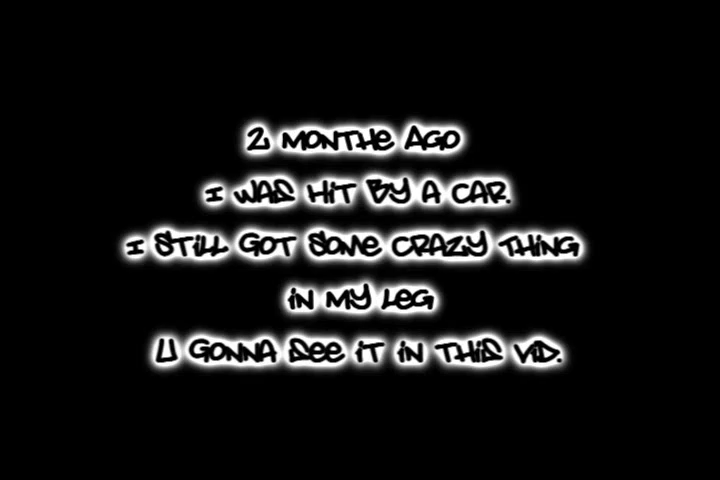 2 MONTHE AGO
I WAS HIT BY A CAR.
I STILL GOT SOME CRAZY THING
IN MY LEG
U GONNA SEE IT IN THIS VID.